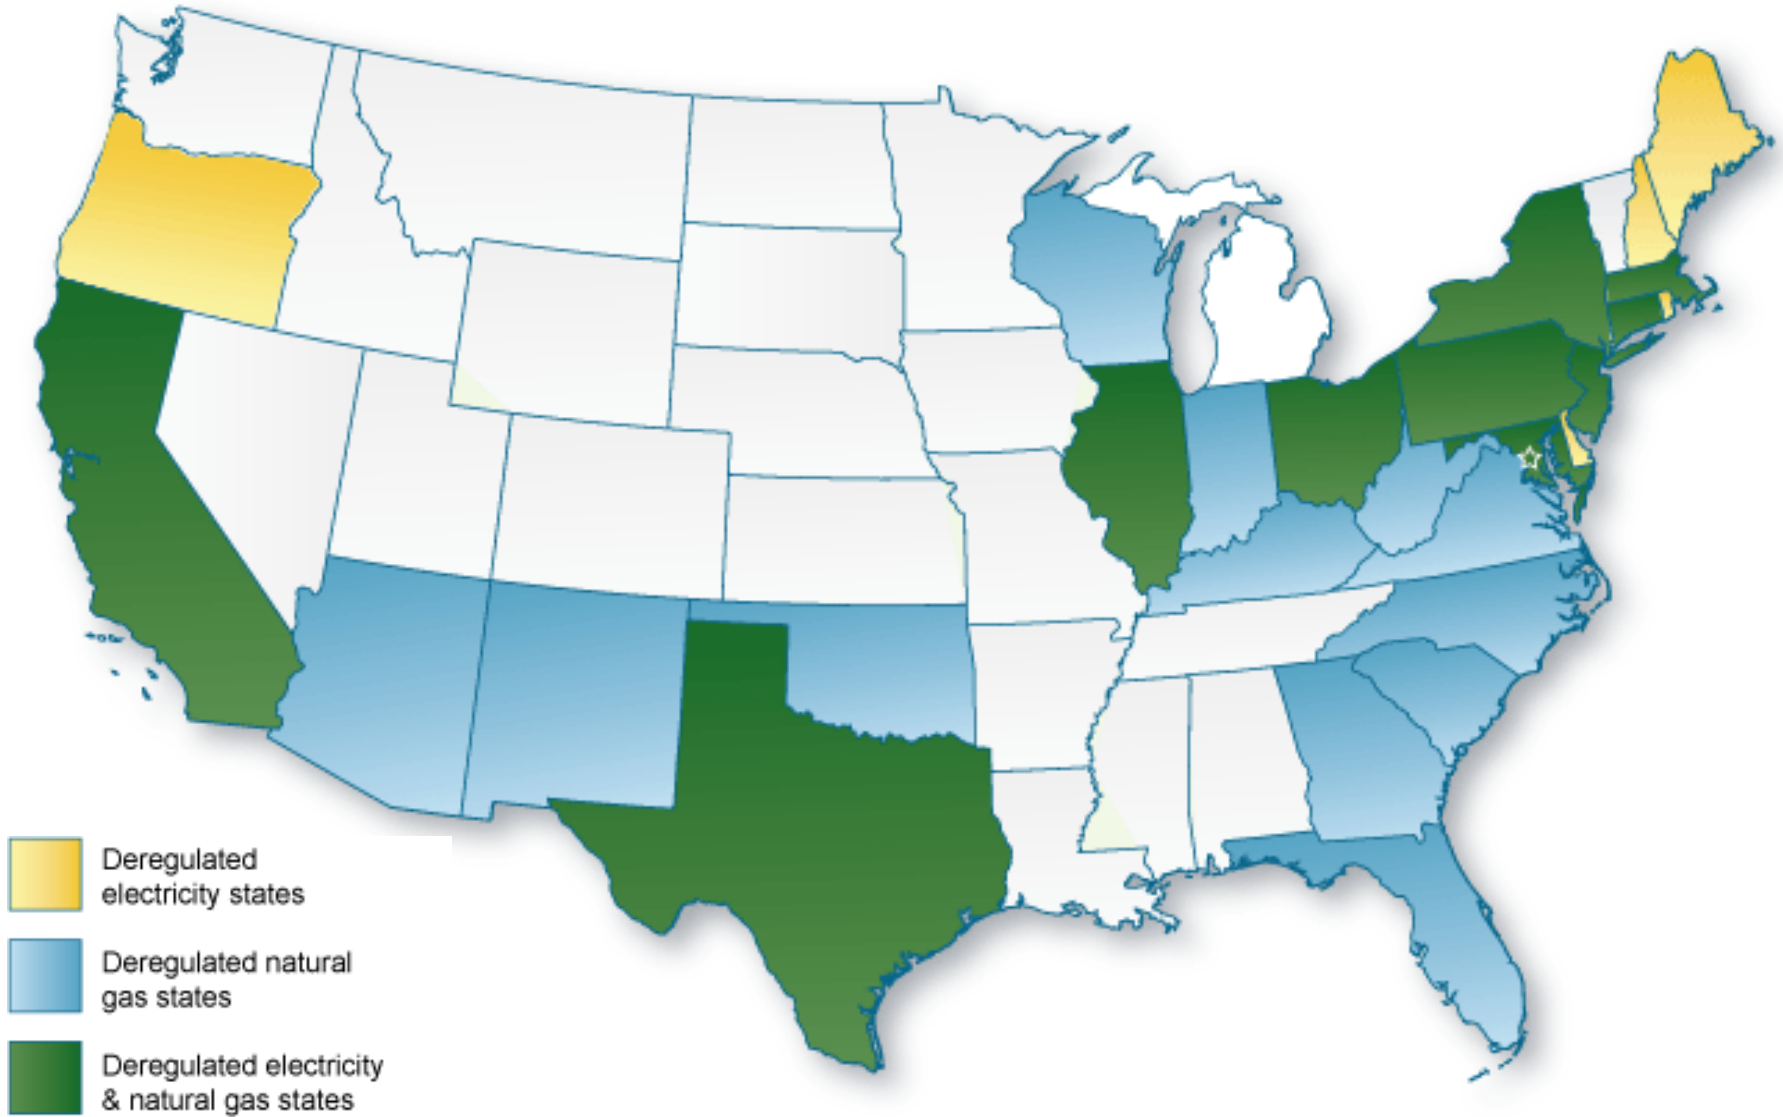 Deregulated
electricity states
Deregulated natural
gas states
Deregulated electricity
& natural gas states